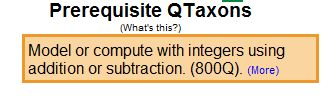 Prerequisite QTaxons
(What's this?)
Model or compute with integers using
addition or subtraction. (800Q). (More)